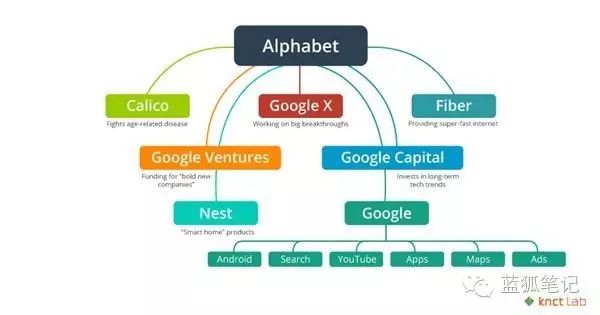 Alphabet
Calico
Fights age-related disease
Google X
Working on big breakthroughs
Fiber
Providing super-fast internet
Google Ventures
Funding for "bold new
companies"
Google Capital
Invests in long-term
tech trends
Nest
"Smart home" products
Google
Android
Search
YouTube
Apps
Maps
Ads
蓝狐笔记
knct lab